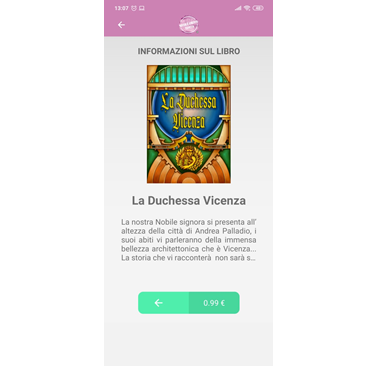 13:07
INFORMAZIONI SUL LIBRO
La Duchessa
Vicenza
La Duchessa Vicenza
La nostra Nobile signora si presenta all'
altezza della città di Andrea Palladio, i
suoi abiti vi parleranno della immensa
bellezza architettonica che è Vicenza...
La storia che vi racconterà non sarà s...
0.99 €